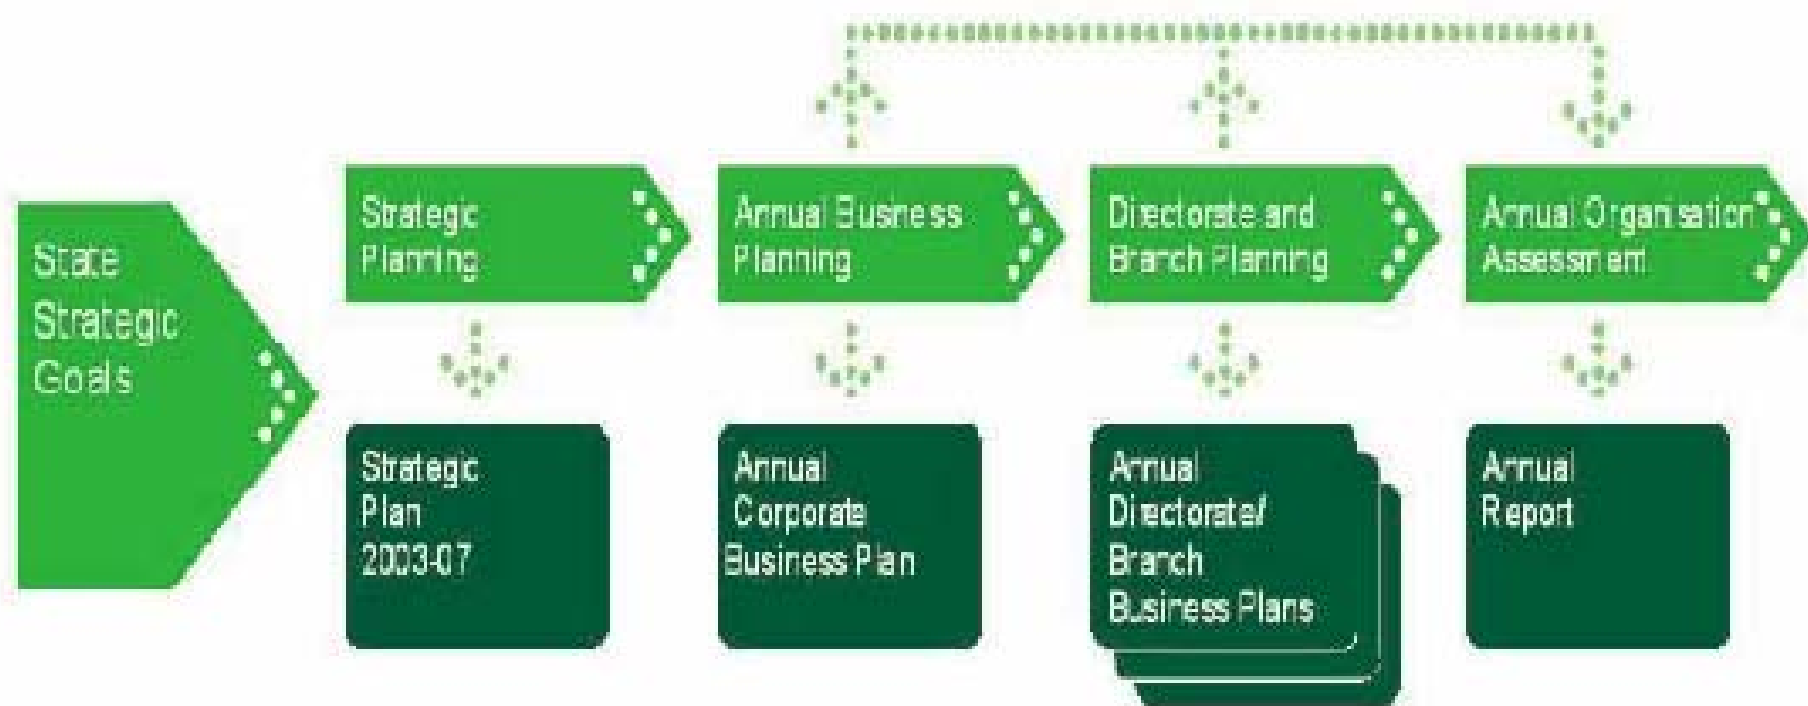 State
Strategic
Goals
Strategic
Planning
Annual Business
Planning
Directorate and
Branch Planning
Annual Organisation
Assessment
Strategic
Plan
2003-07
Annual
Corporate
Business Plan
Annual
Directorate/
Branch
Business Plans
Annual
Report